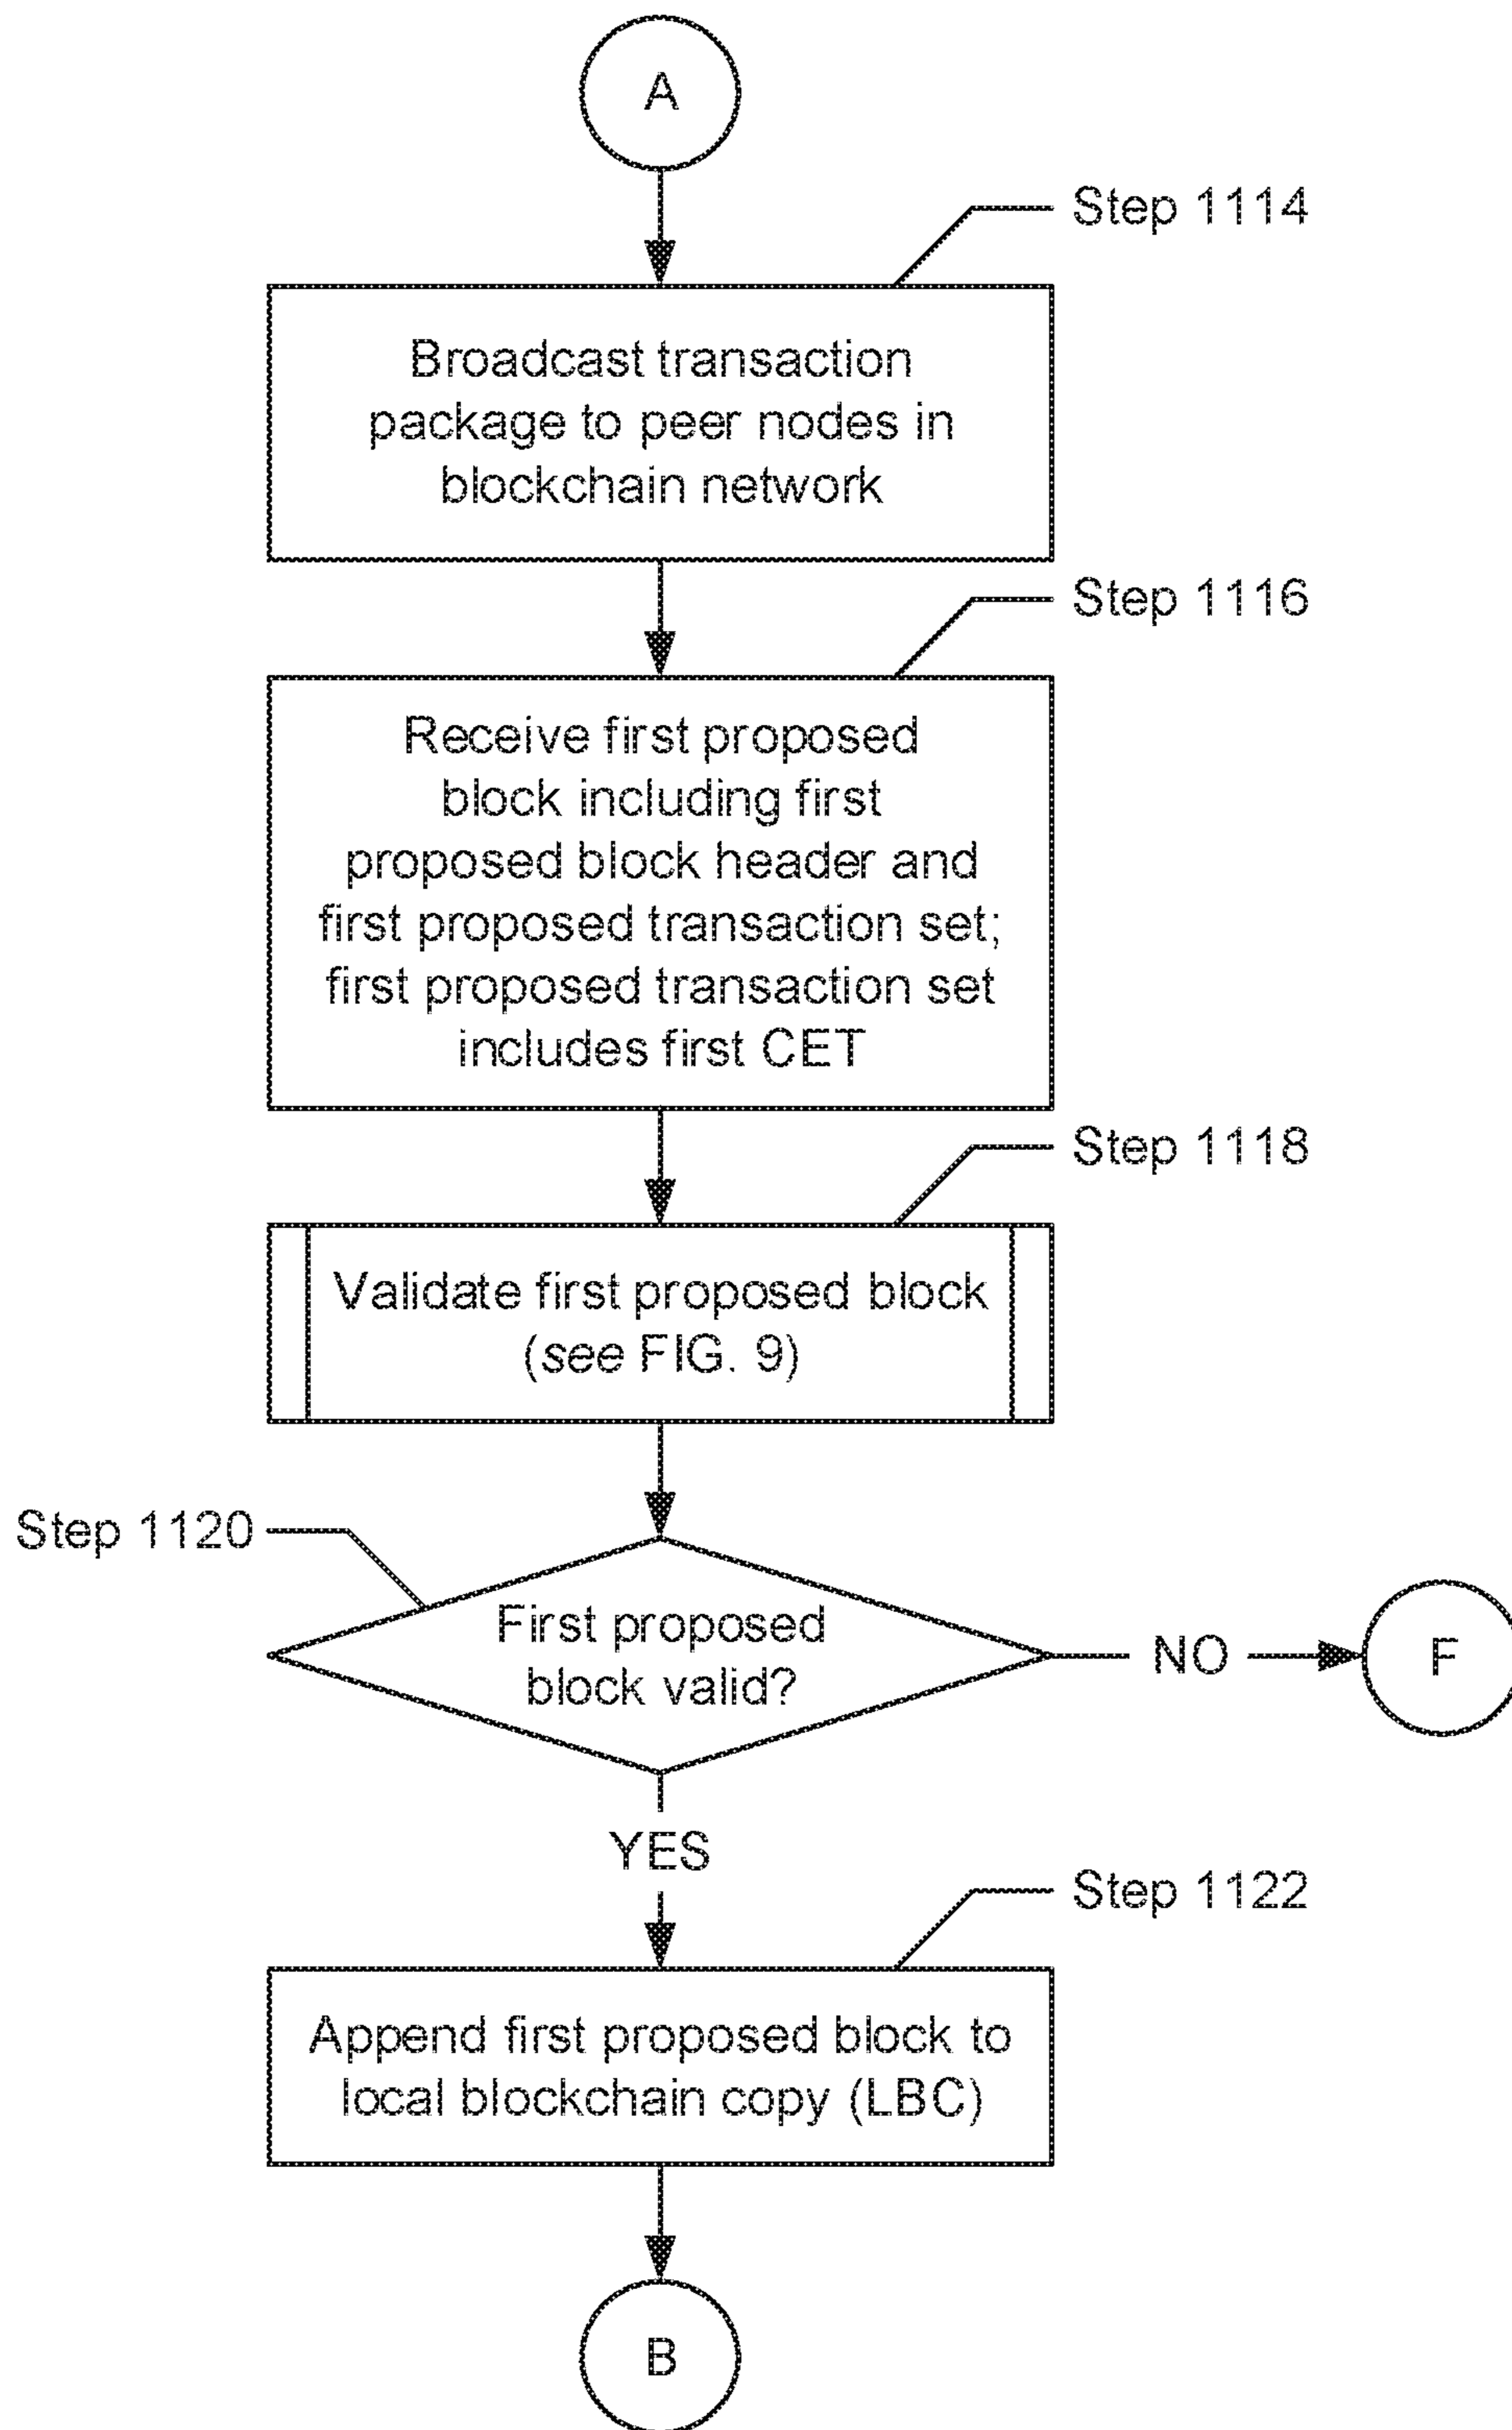 A
Step 1114
Broadcast transaction
package to peer nodes in
blockchain network
Step 1116
Receive first proposed
block including first
proposed block header and
first proposed transaction set;
first proposed transaction set
includes first CET
Step 1118
Validate first proposed block
(see FIG. 9)
Step 1120
First proposed
block valid?
NO
F
YES
Step 1122
Append first proposed block to
local blockchain copy (LBC)
B